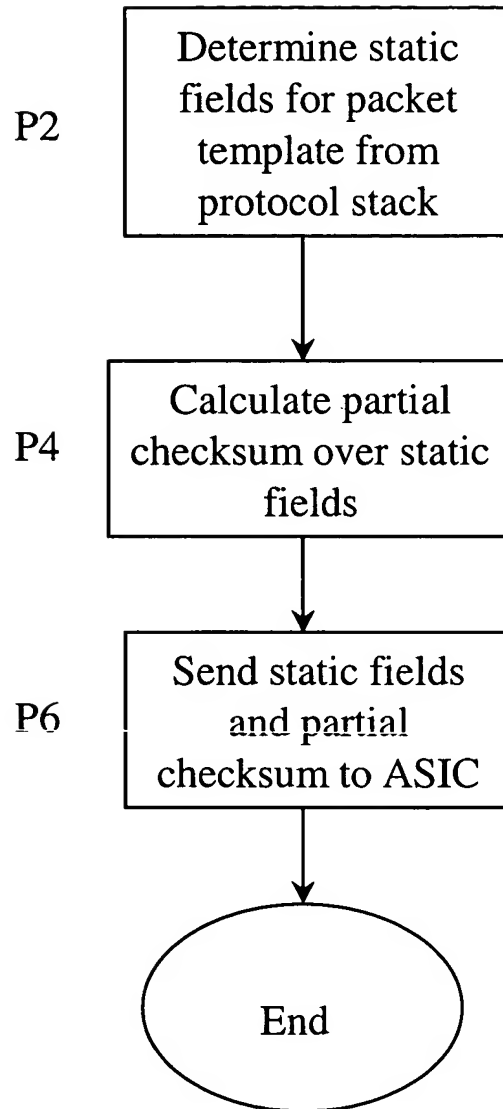 P2
Determine static
fields for packet
template from
protocol stack
P4
Calculate partial
checksum over static
fields
P6
Send static fields
and partial
checksum to ASIC
End